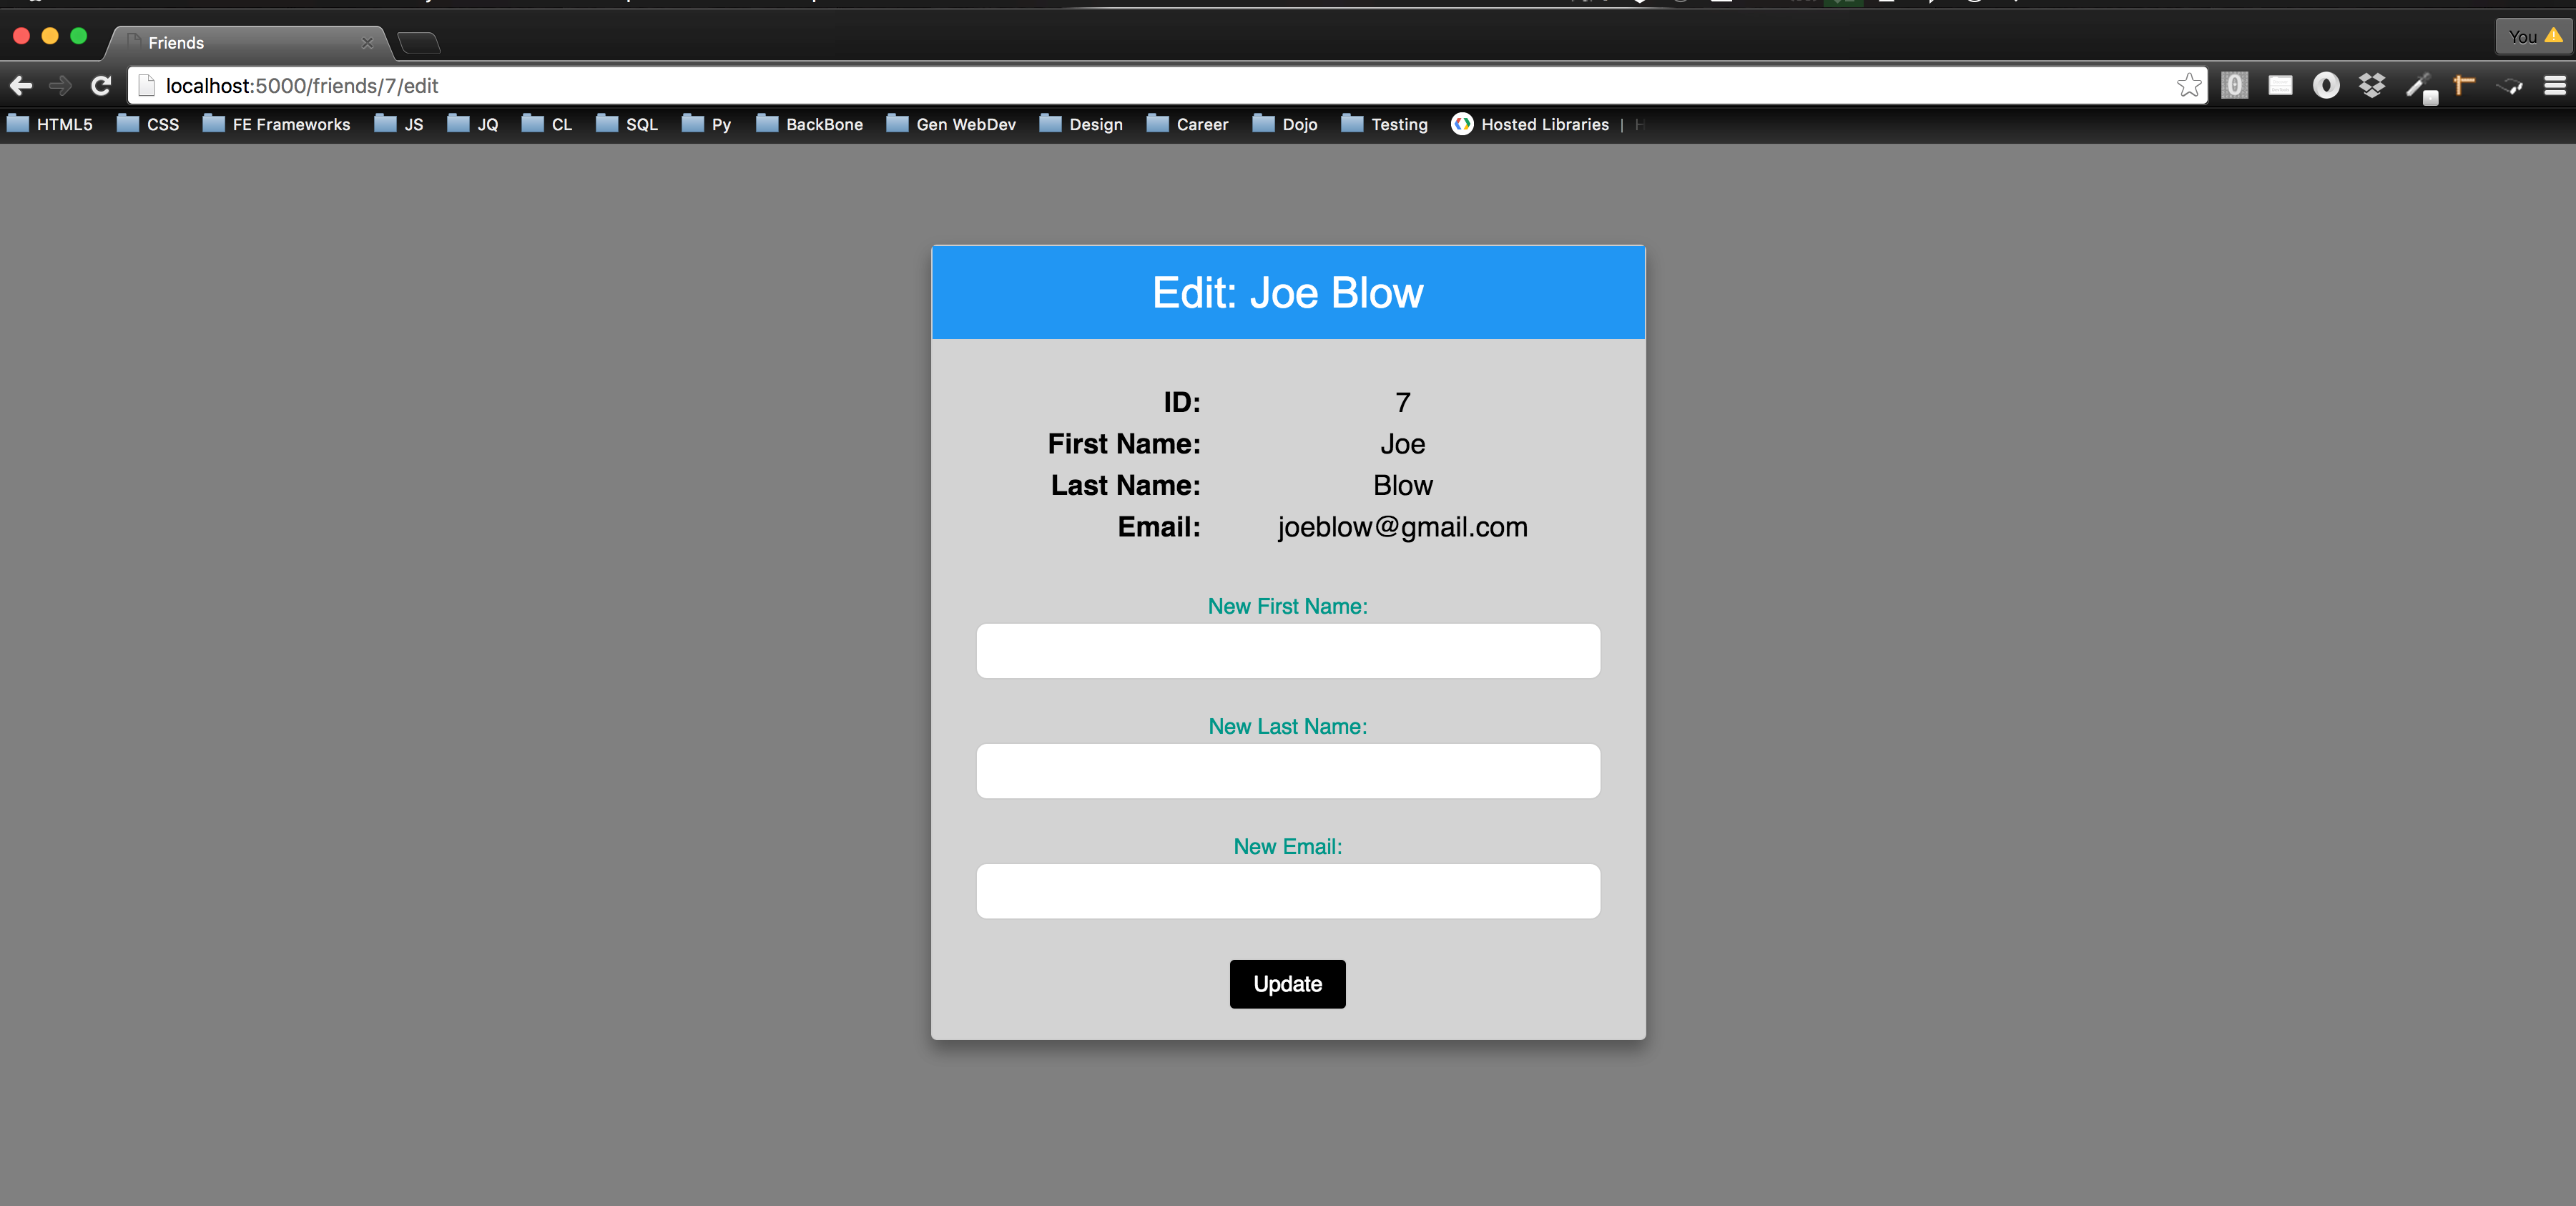 Friends
You
localhost:5000/friends/7/edit
HTML5 CSS FE Frameworks JS JQ CL SQL Py BackBone Gen WebDev Design Career Dojo Testing Hosted Libraries |
Edit: Joe Blow
ID: 7
First Name: Joe
Last Name: Blow
Email: joeblow@gmail.com
New First Name:
New Last Name:
New Email:
Update